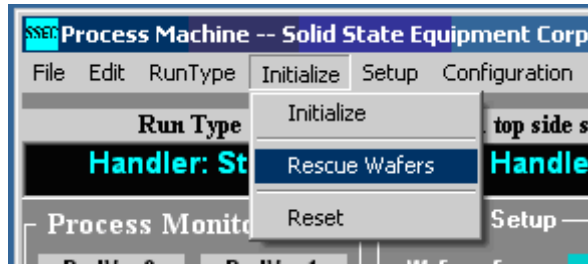 SSEC Process Machine -- Solid State Equipment Corp
File Edit RunType Initialize Setup Configuration
Run Type top side s
Initialize
Handler: St Handle
Rescue Wafers
Reset
Process Monito Setup